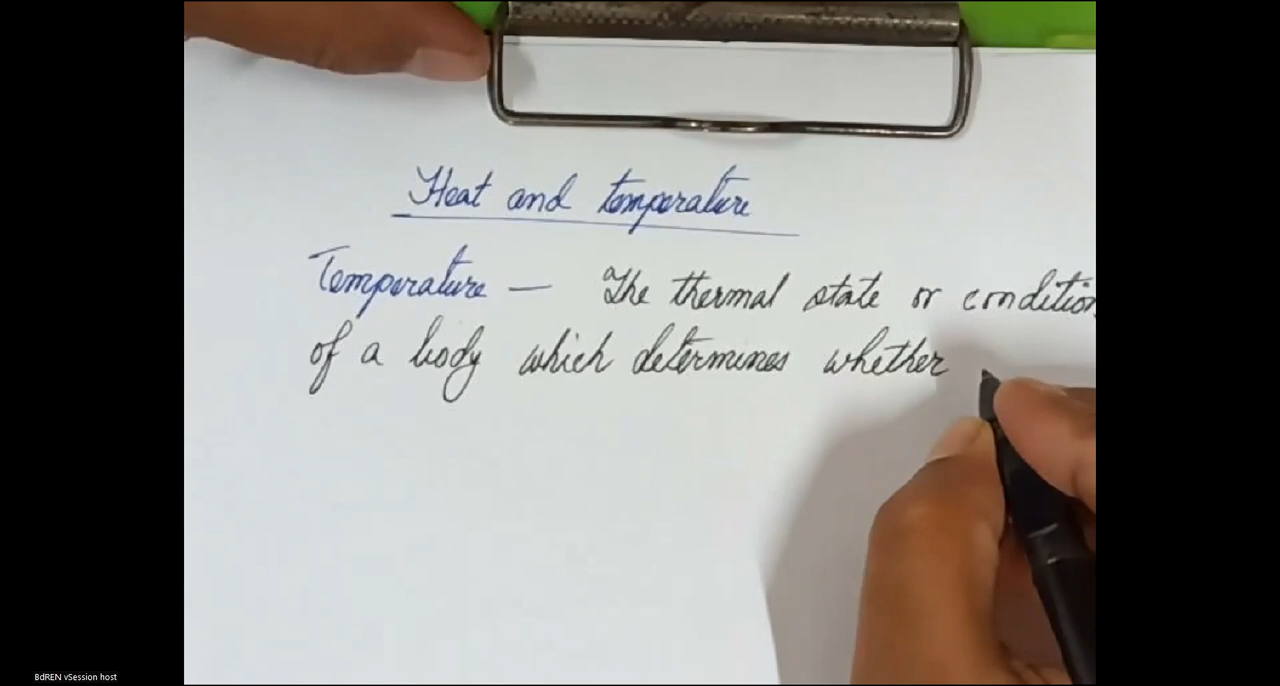 Heat and temperature
Temperature — The thermal state or condition
of a body which determines whether
BdREN vSession host